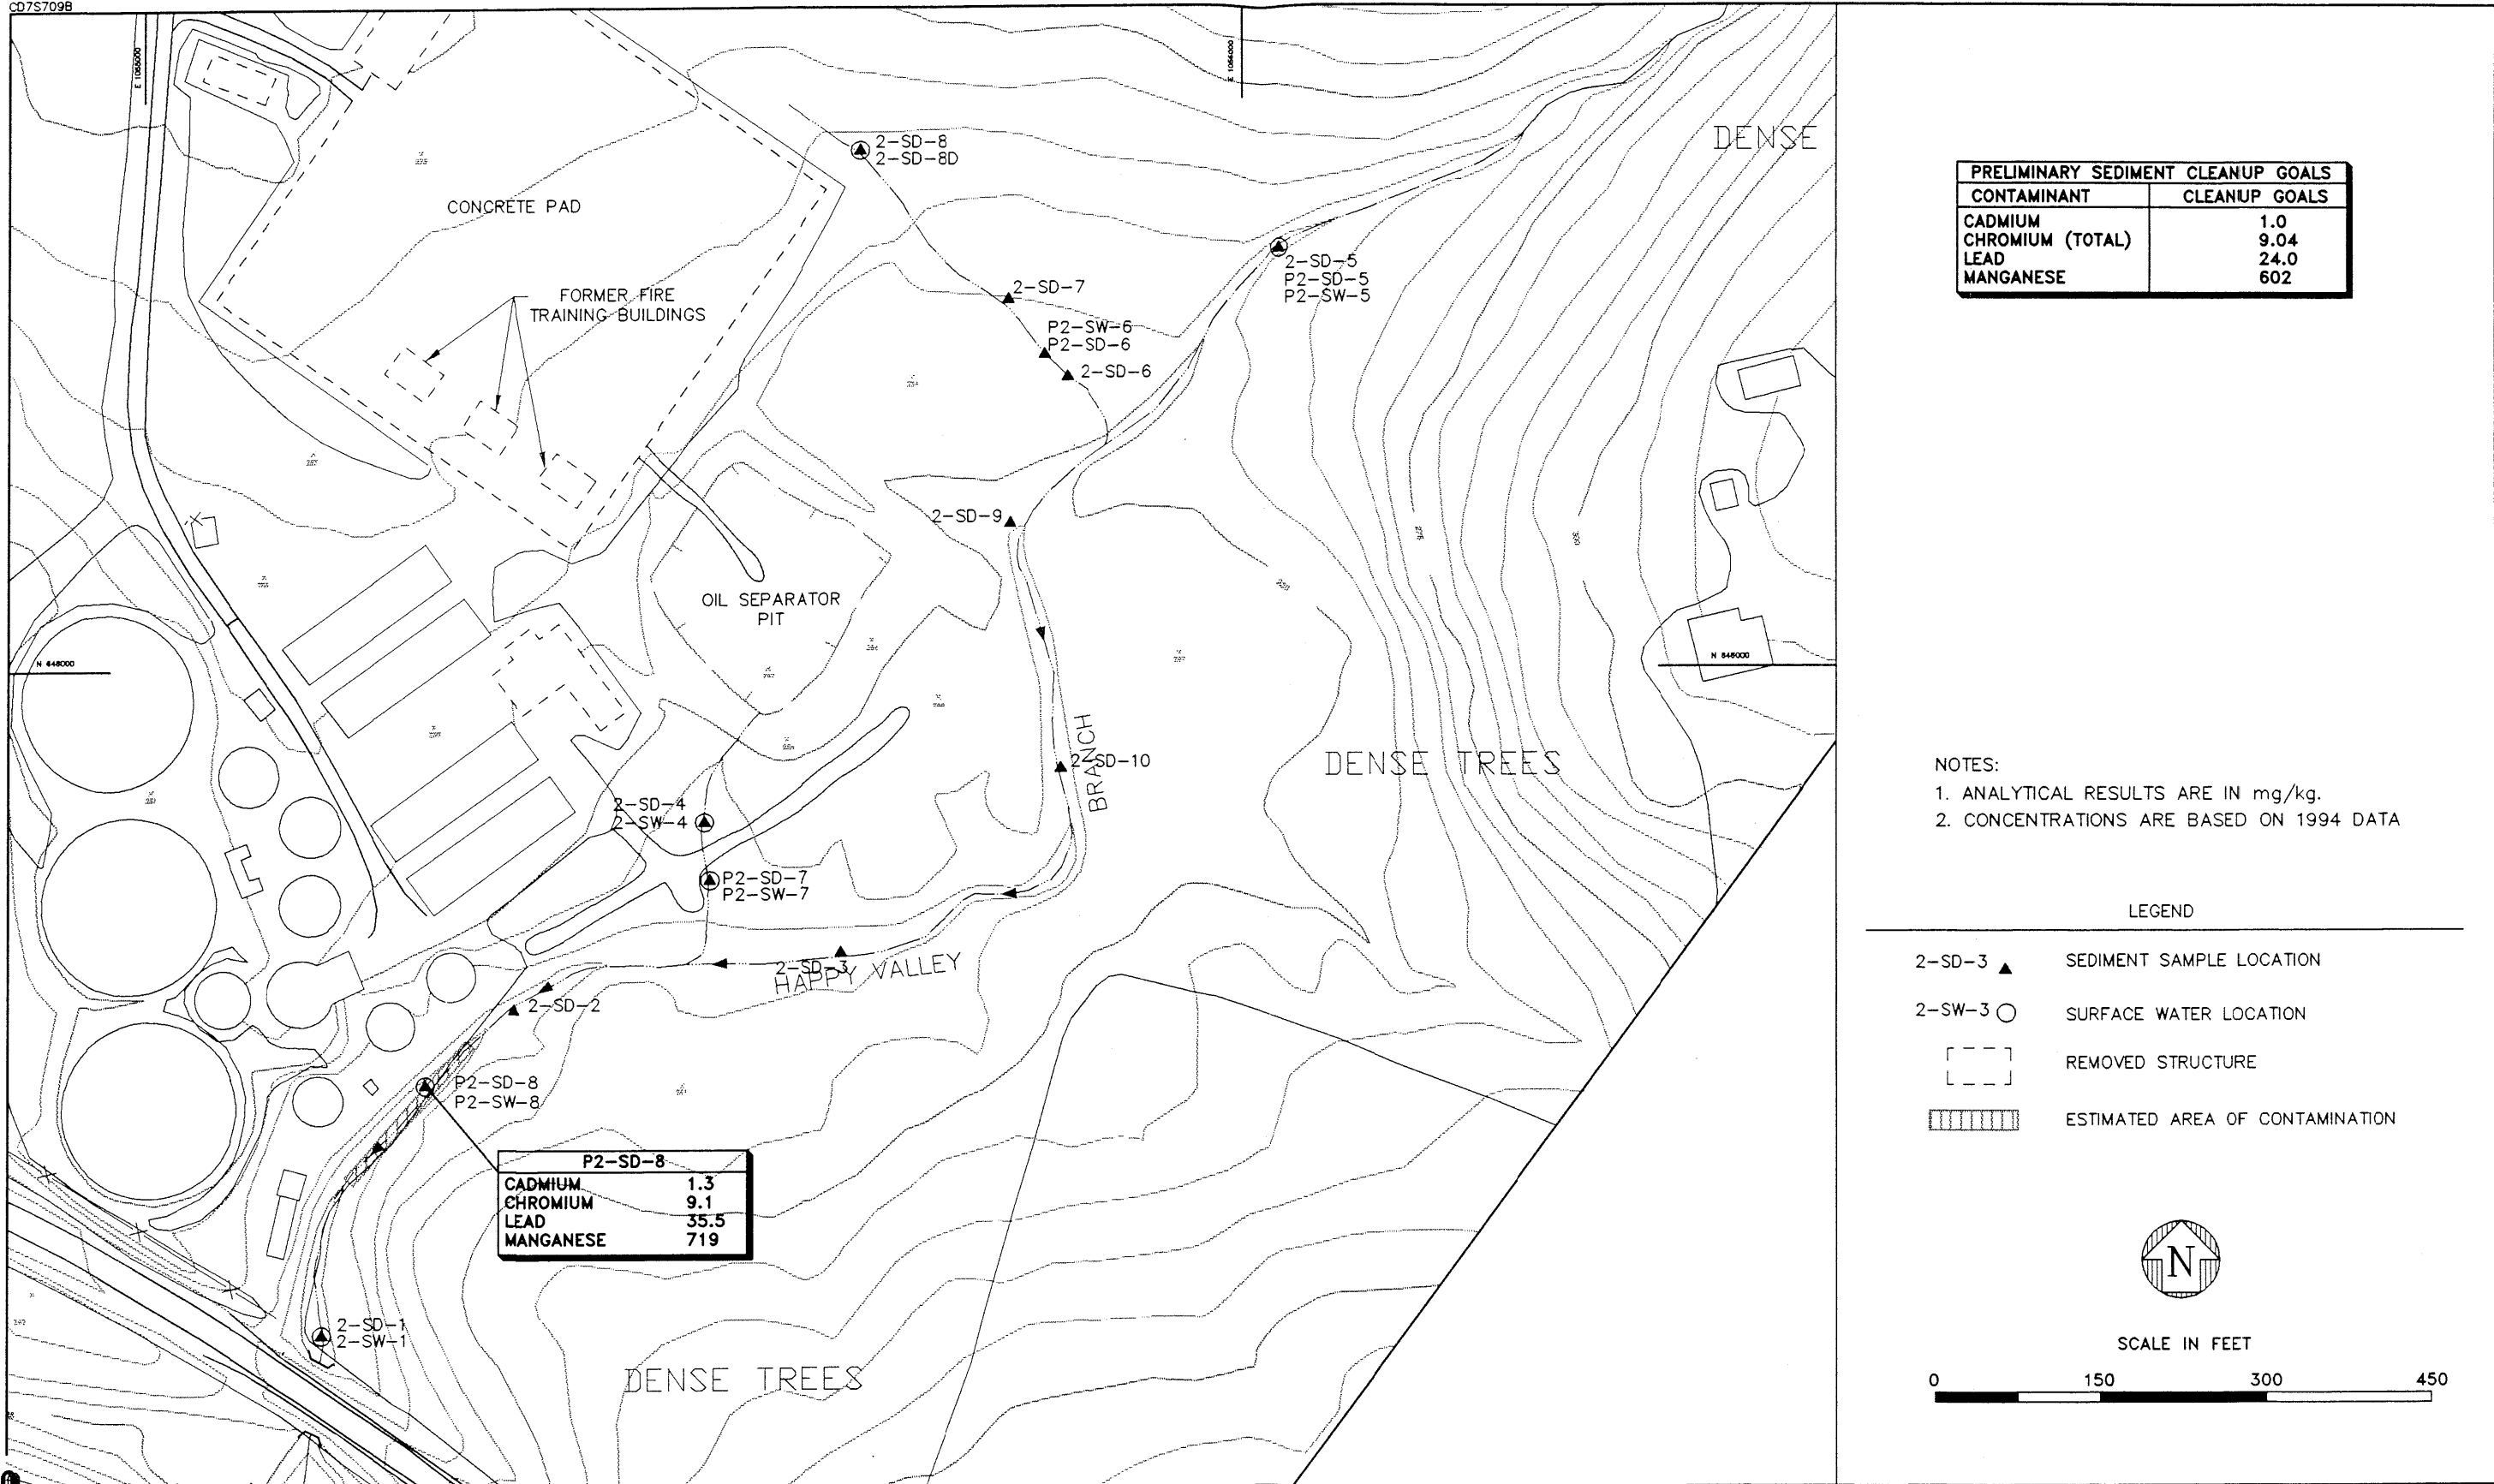 CD7S709B
E 1056000
2-SD-8
2-SD-8D
DENSE
CONCRETE PAD
2-SD-5
P2-SD-5
P2-SW-5
2-SD-7
FORMER FIRE
TRAINING BUILDINGS
P2-SW-6
P2-SD-6
2-SD-6
2-SD-9
OIL SEPARATOR
PIT
N 648000
N 648000
275
300
2-SD-10
BRANCH
DENSE TREES
2-SD-4
2-SW-4
P2-SD-7
P2-SW-7
2-SD-3
HAPPY VALLEY
2-SD-2
P2-SD-8
P2-SW-8
P2-SD-8
CADMIUM 1.3
CHROMIUM 9.1
LEAD 35.5
MANGANESE 719
2-SD-1
2-SW-1
DENSE TREES
PRELIMINARY SEDIMENT CLEANUP GOALS
CONTAMINANT CLEANUP GOALS
CADMIUM 1.0
CHROMIUM (TOTAL) 9.04
LEAD 24.0
MANGANESE 602
NOTES:
1. ANALYTICAL RESULTS ARE IN mg/kg.
2. CONCENTRATIONS ARE BASED ON 1994 DATA
LEGEND
2-SD-3 SEDIMENT SAMPLE LOCATION
2-SW-3 SURFACE WATER LOCATION
REMOVED STRUCTURE
ESTIMATED AREA OF CONTAMINATION
N
SCALE IN FEET
0 150 300 450